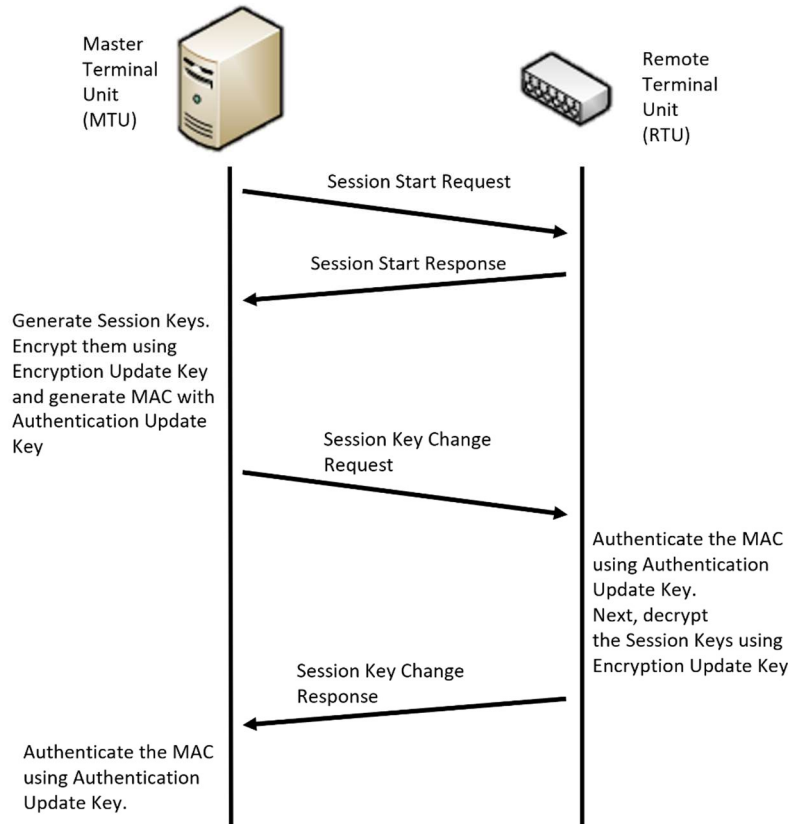 Master
Terminal
Unit
(MTU)
Remote
Terminal
Unit
(RTU)
Session Start Request
Session Start Response
Generate Session Keys.
Encrypt them using
Encryption Update Key
and generate MAC with
Authentication Update
Key
Session Key Change
Request
Authenticate the MAC
using Authentication
Update Key.
Next, decrypt
the Session Keys using
Encryption Update Key
Session Key Change
Response
Authenticate the MAC
using Authentication
Update Key.